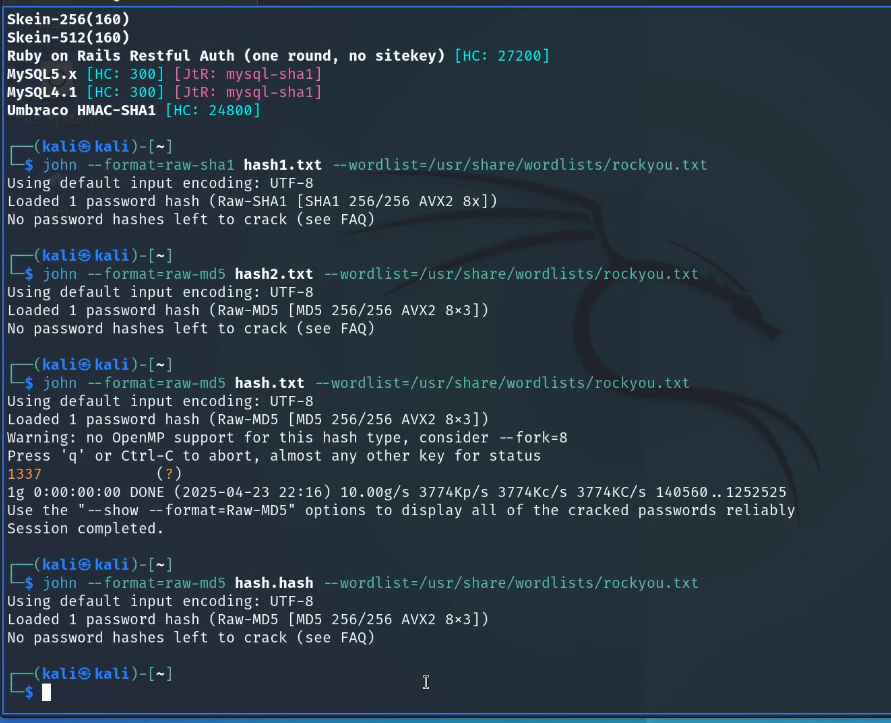 Skein-256(160)
Skein-512(160)
Ruby on Rails Restful Auth (one round, no sitekey) [HC: 27200]
MySQL5.x [HC: 300] [JtR: mysql-sha1]
MySQL4.1 [HC: 300] [JtR: mysql-sha1]
Umbraco HMAC-SHA1 [HC: 24800]
┌──(kali㉿kali)-[~]
└─$ john --format=raw-sha1 hash1.txt --wordlist=/usr/share/wordlists/rockyou.txt
Using default input encoding: UTF-8
Loaded 1 password hash (Raw-SHA1 [SHA1 256/256 AVX2 8x])
No password hashes left to crack (see FAQ)
┌──(kali㉿kali)-[~]
└─$ john --format=raw-md5 hash2.txt --wordlist=/usr/share/wordlists/rockyou.txt
Using default input encoding: UTF-8
Loaded 1 password hash (Raw-MD5 [MD5 256/256 AVX2 8×3])
No password hashes left to crack (see FAQ)
┌──(kali㉿kali)-[~]
└─$ john --format=raw-md5 hash.txt --wordlist=/usr/share/wordlists/rockyou.txt
Using default input encoding: UTF-8
Loaded 1 password hash (Raw-MD5 [MD5 256/256 AVX2 8×3])
Warning: no OpenMP support for this hash type, consider --fork=8
Press 'q' or Ctrl-C to abort, almost any other key for status
1337             (?)
1g 0:00:00:00 DONE (2025-04-23 22:16) 10.00g/s 3774Kp/s 3774Kc/s 3774KC/s 140560..1252525
Use the "--show --format=Raw-MD5" options to display all of the cracked passwords reliably
Session completed.
┌──(kali㉿kali)-[~]
└─$ john --format=raw-md5 hash.hash --wordlist=/usr/share/wordlists/rockyou.txt
Using default input encoding: UTF-8
Loaded 1 password hash (Raw-MD5 [MD5 256/256 AVX2 8×3])
No password hashes left to crack (see FAQ)
┌──(kali㉿kali)-[~]
└─$